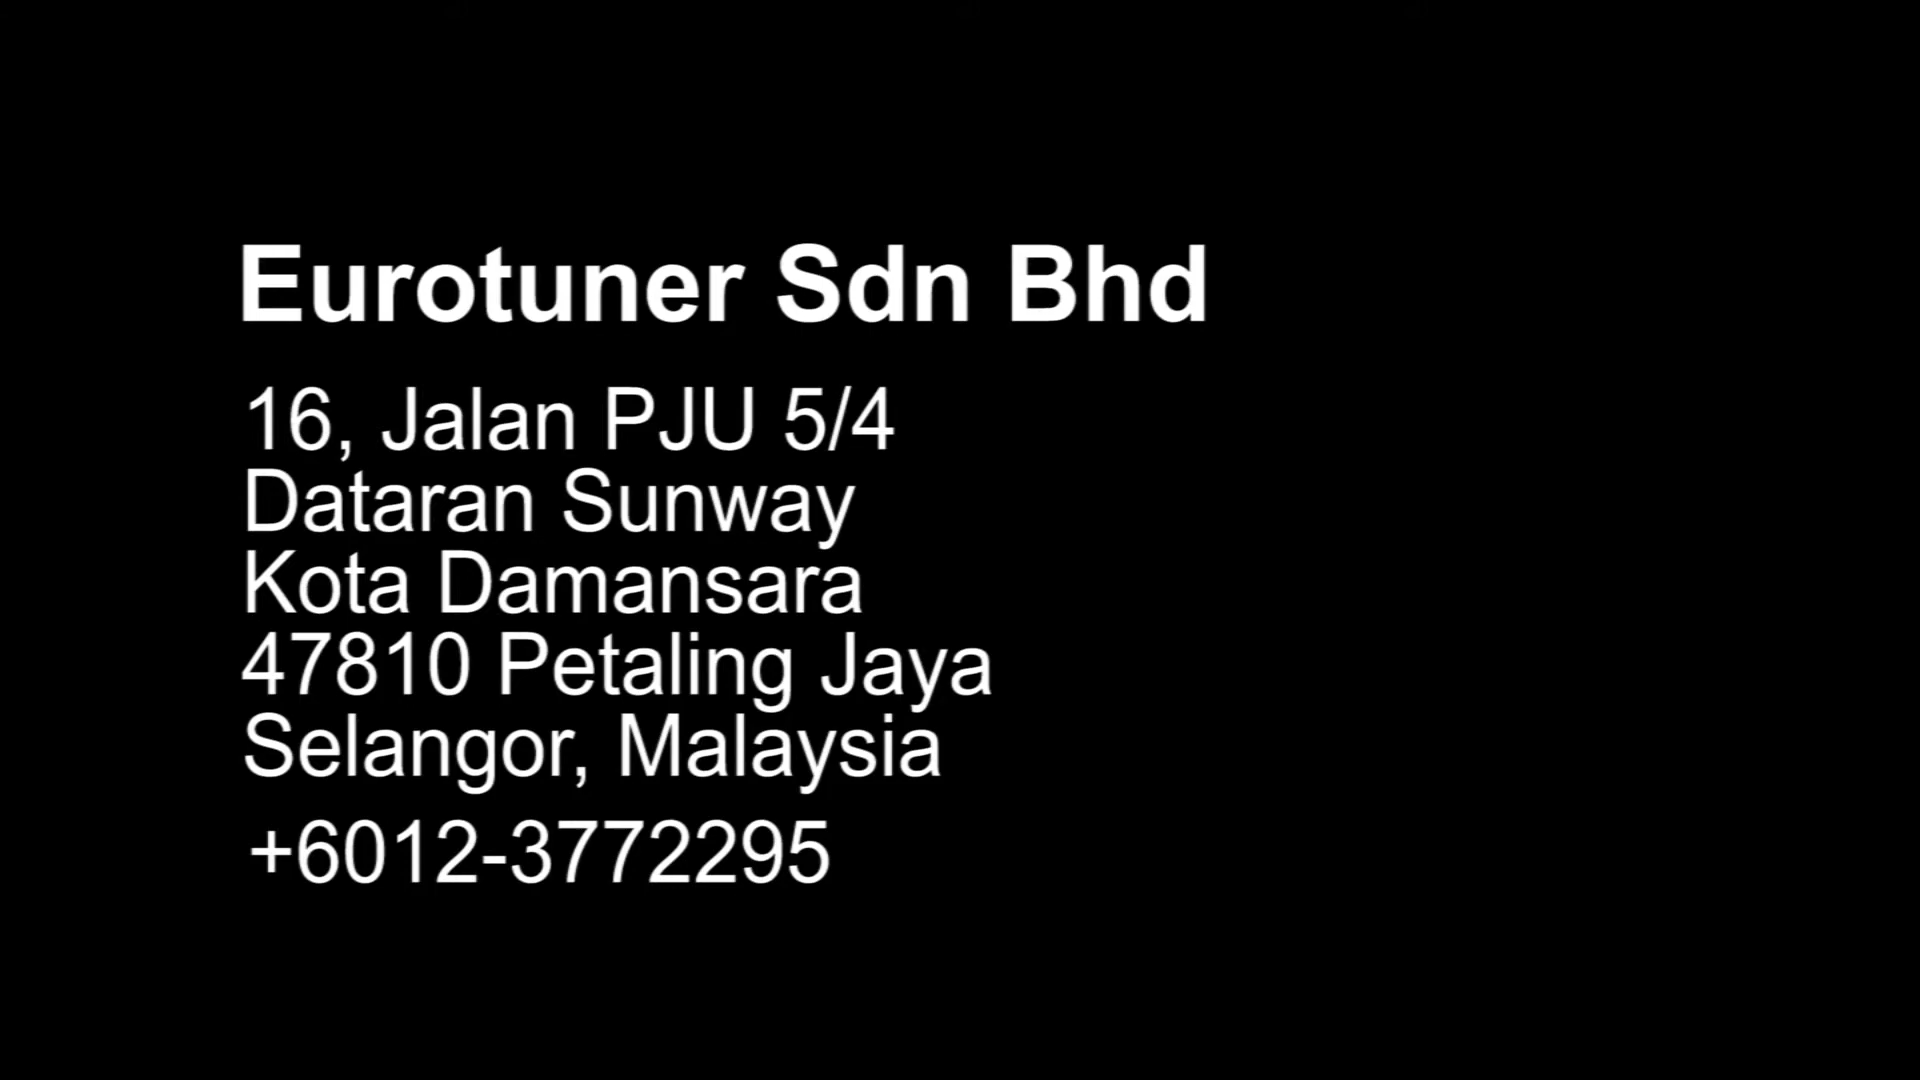 Eurotuner Sdn Bhd
16, Jalan PJU 5/4
Dataran Sunway
Kota Damansara
47810 Petaling Jaya
Selangor, Malaysia
+6012-3772295